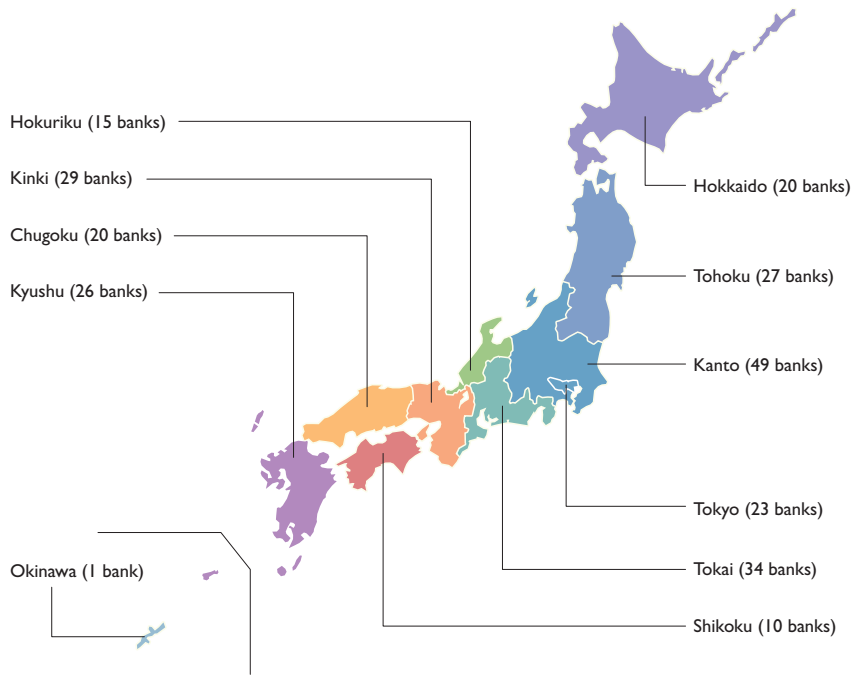 Hokuriku (15 banks)
Kinki (29 banks)
Chugoku (20 banks)
Kyushu (26 banks)
Okinawa (1 bank)
Hokkaido (20 banks)
Tohoku (27 banks)
Kanto (49 banks)
Tokyo (23 banks)
Tokai (34 banks)
Shikoku (10 banks)